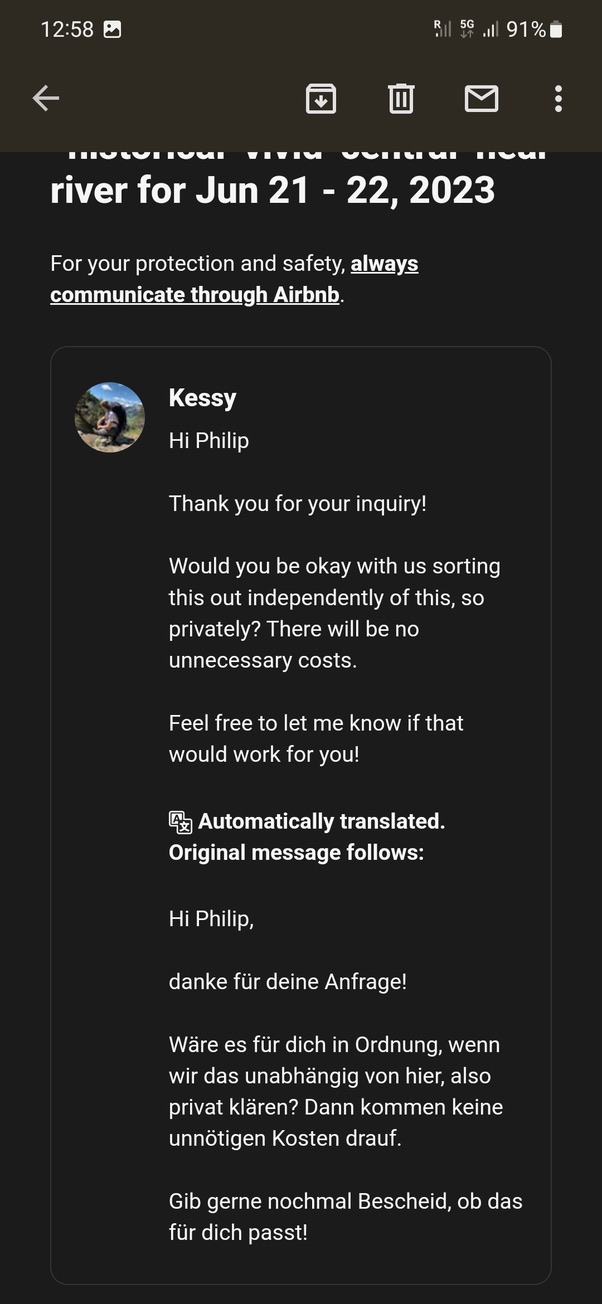 12:58
R 5G 91%
historical vivid central near
river for Jun 21 - 22, 2023
For your protection and safety, always
communicate through Airbnb.
Kessy
Hi Philip
Thank you for your inquiry!
Would you be okay with us sorting
this out independently of this, so
privately? There will be no
unnecessary costs.
Feel free to let me know if that
would work for you!
Automatically translated.
Original message follows:
Hi Philip,
danke für deine Anfrage!
Wäre es für dich in Ordnung, wenn
wir das unabhängig von hier, also
privat klären? Dann kommen keine
unnötigen Kosten drauf.
Gib gerne nochmal Bescheid, ob das
für dich passt!